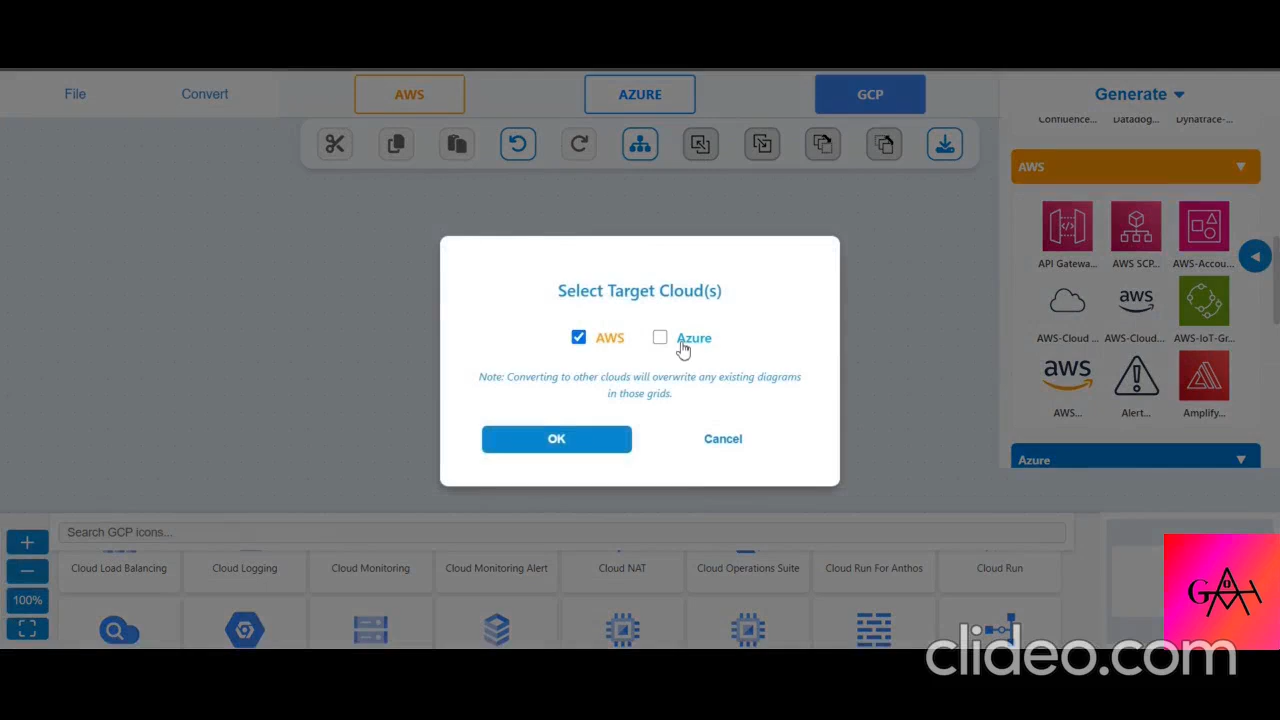 File
Convert
AWS
AZURE
GCP
Generate
Confluence...
Datadog...
Dynatrace-...
AWS
API Gatewa...
AWS SCP...
AWS-Accou...
aws
AWS-Cloud ...
AWS-Cloud...
AWS-IoT-Gr...
aws
AWS...
Alert...
Amplify...
Azure
Select Target Cloud(s)
AWS
Azure
Note: Converting to other clouds will overwrite any existing diagrams
in those grids.
OK
Cancel
Search GCP icons...
Cloud Load Balancing
Cloud Logging
Cloud Monitoring
Cloud Monitoring Alert
Cloud NAT
Cloud Operations Suite
Cloud Run For Anthos
Cloud Run
100%
clideo.com